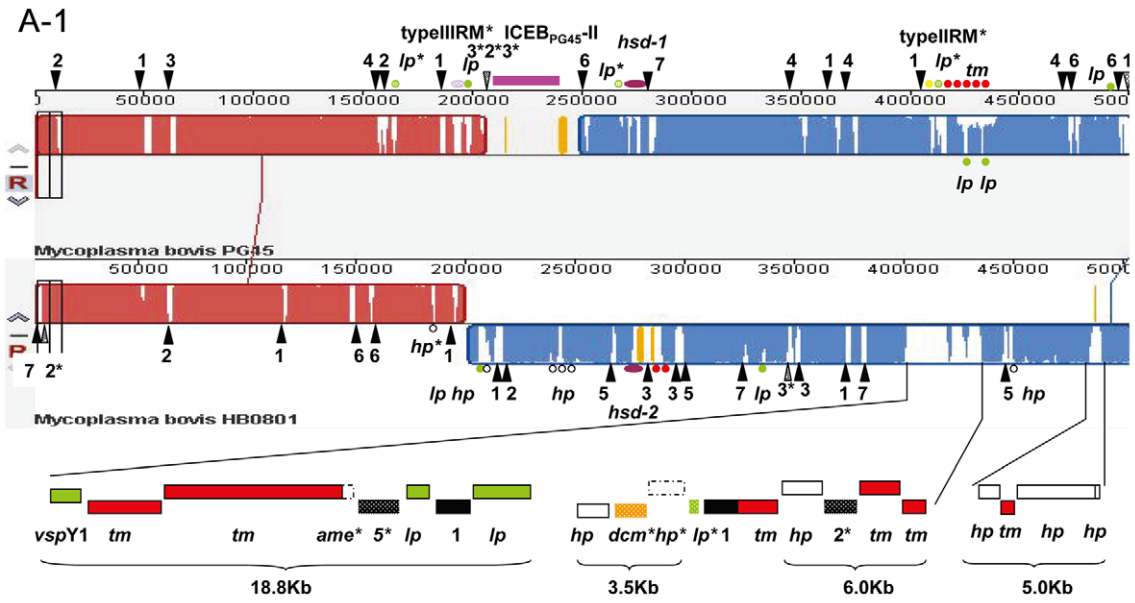 A-1
typeIIIRM* ICEB_PG45-II
typeIIRM*
2 1 3 4 2 lp* 1 lp 3*2*3* 6 lp* hsd-1 7 4 1 4 1 lp* tm 4 6 lp 6 1
50000 100000 150000 200000 250000 300000 350000 400000 450000 500
lp lp
R
Mycoplasma bovis PG45
50000 100000 150000 200000 250000 300000 350000 400000 450000 500
P
7 2* 2 1 6 6 hp* 1 lp hp 1 2 hp 5 hsd-2 3 3 5 7 lp 3* 3 1 7 5 hp
Mycoplasma bovis HB0801
vspY1 tm tm ame* 5* lp 1 lp hp dcm*hp* lp* 1 tm hp 2* tm tm hp tm hp hp
18.8Kb 3.5Kb 6.0Kb 5.0Kb